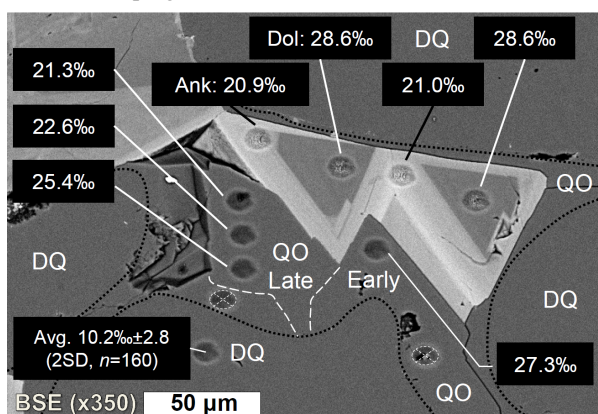 Dol: 28.6‰
DQ
28.6‰
21.3‰
Ank: 20.9‰
21.0‰
22.6‰
25.4‰
QO
DQ
QO
Late
Early
DQ
Avg. 10.2‰±2.8
(2SD, n=160)
DQ
27.3‰
QO
BSE (x350)
50 µm